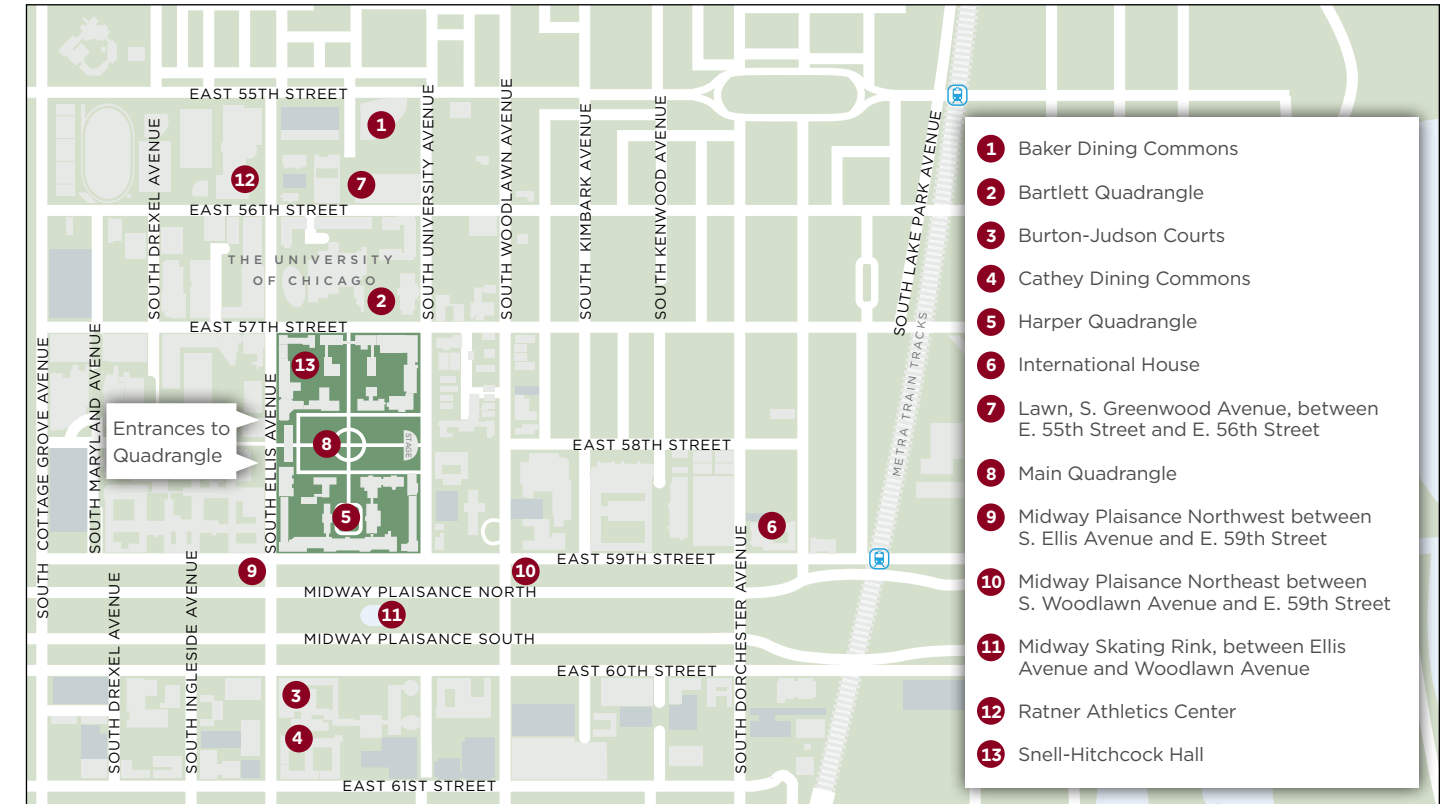 EAST 55TH STREET
1
12
7
EAST 56TH STREET
THE UNIVERSITY
OF CHICAGO
2
EAST 57TH STREET
13
Entrances to
Quadrangle
8
STAGE
EAST 58TH STREET
5
6
EAST 59TH STREET
9
10
MIDWAY PLAISANCE NORTH
11
MIDWAY PLAISANCE SOUTH
EAST 60TH STREET
3
4
EAST 61ST STREET
SOUTH COTTAGE GROVE AVENUE
SOUTH MARYLAND AVENUE
SOUTH DREXEL AVENUE
SOUTH DREXEL AVENUE
SOUTH INGLESIDE AVENUE
SOUTH ELLIS AVENUE
SOUTH UNIVERSITY AVENUE
SOUTH WOODLAWN AVENUE
SOUTH KIMBARK AVENUE
SOUTH KENWOOD AVENUE
SOUTH DORCHESTER AVENUE
SOUTH LAKE PARK AVENUE
METRA TRAIN TRACKS
1 Baker Dining Commons
2 Bartlett Quadrangle
3 Burton-Judson Courts
4 Cathey Dining Commons
5 Harper Quadrangle
6 International House
7 Lawn, S. Greenwood Avenue, between
E. 55th Street and E. 56th Street
8 Main Quadrangle
9 Midway Plaisance Northwest between
S. Ellis Avenue and E. 59th Street
10 Midway Plaisance Northeast between
S. Woodlawn Avenue and E. 59th Street
11 Midway Skating Rink, between Ellis
Avenue and Woodlawn Avenue
12 Ratner Athletics Center
13 Snell-Hitchcock Hall